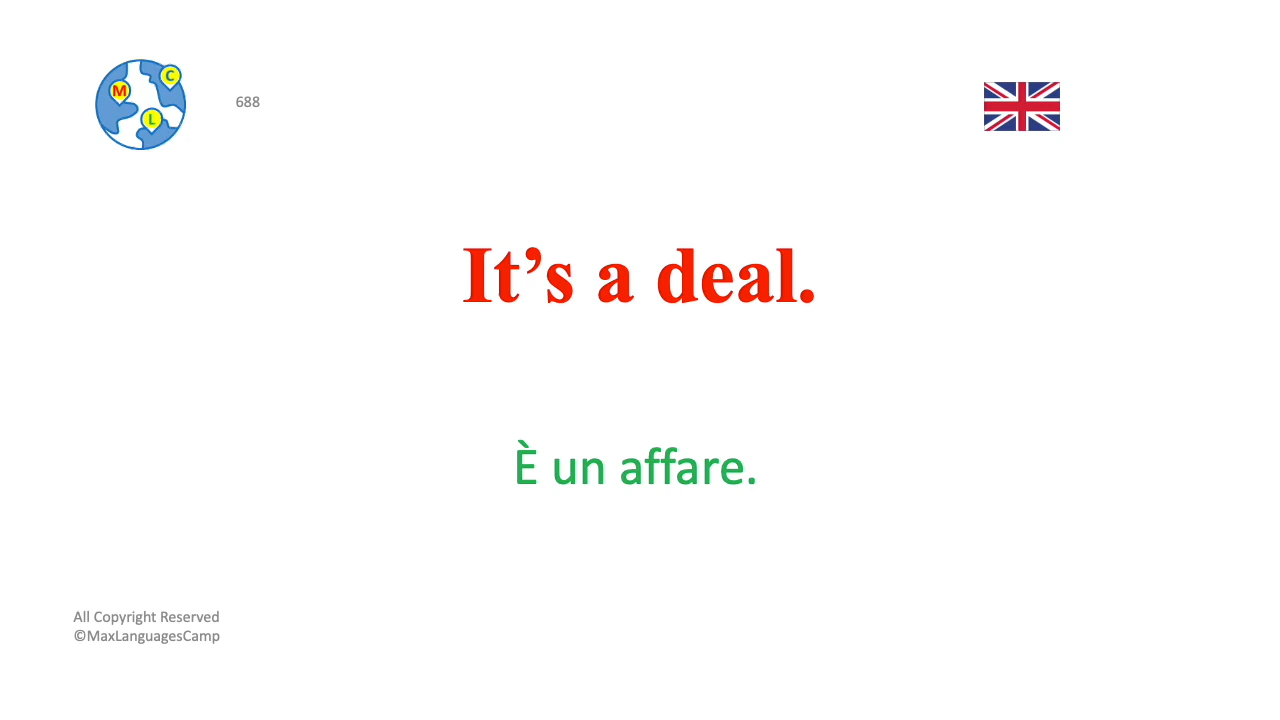 M
C
L
688
It’s a deal.
È un affare.
All Copyright Reserved
©MaxLanguagesCamp